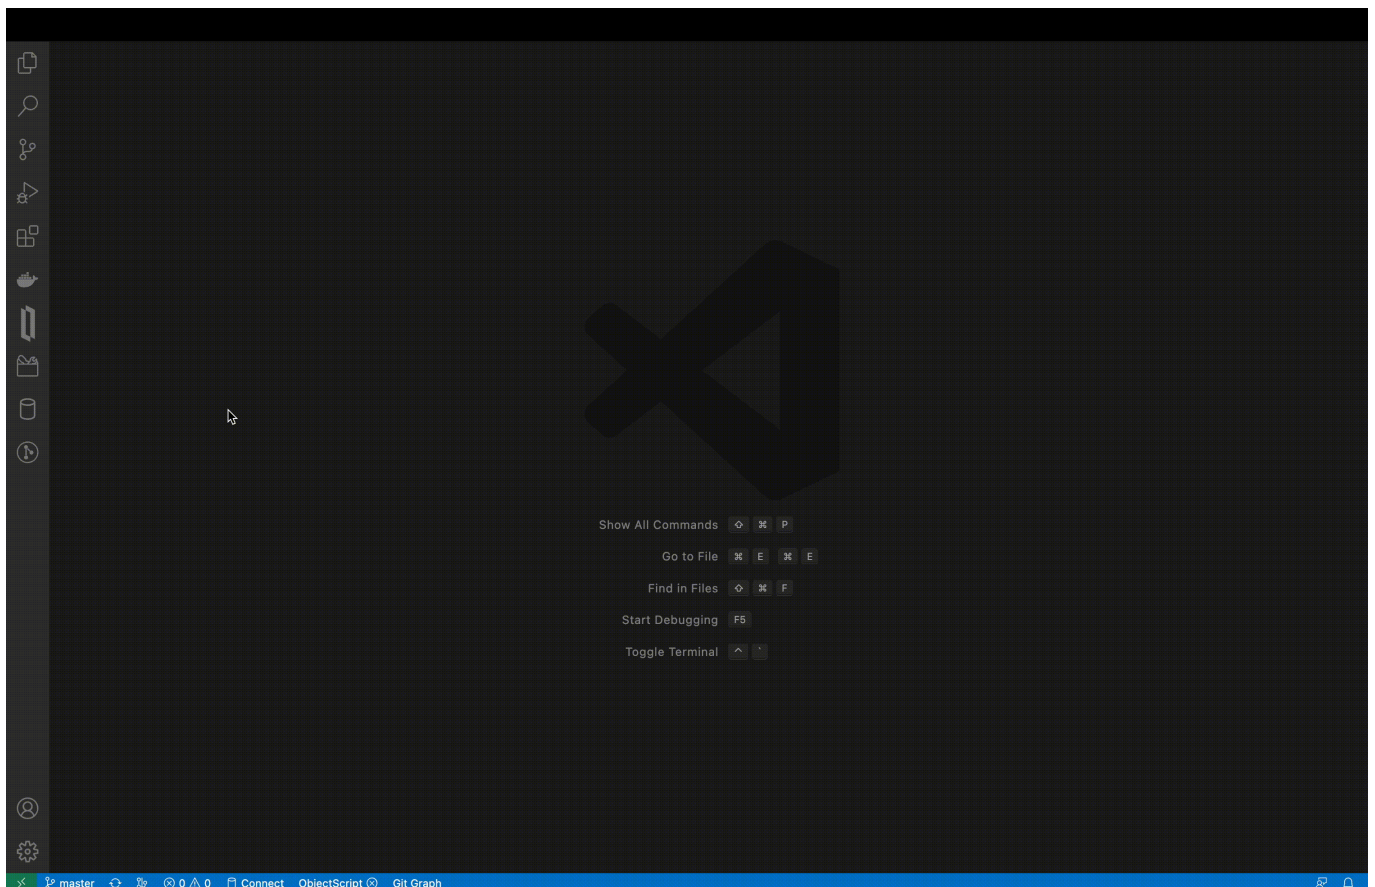 Show All Commands ⇧ ⌘ P
Go to File ⌘ E ⌘ E
Find in Files ⇧ ⌘ F
Start Debugging F5
Toggle Terminal ^ `
master 0 0 Connect ObjectScript Git Graph